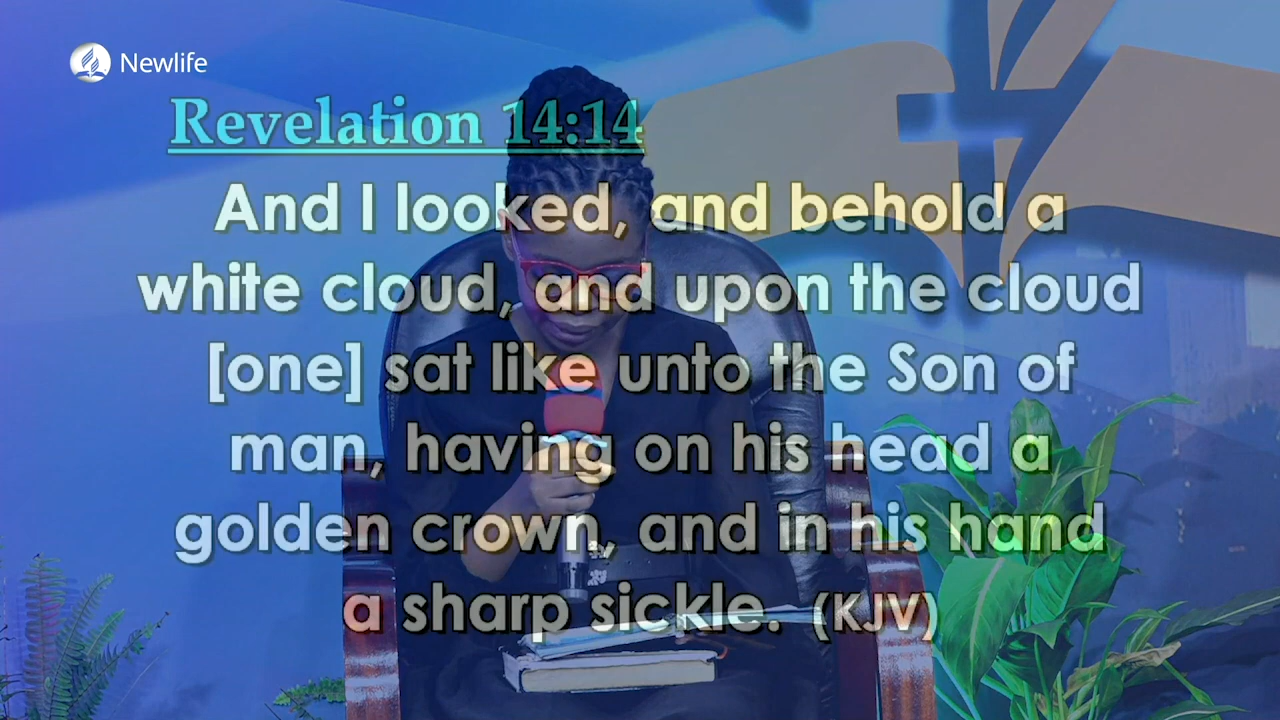 Newlife
Revelation 14:14
And I looked, and behold a
white cloud, and upon the cloud
[one] sat like unto the Son of
man, having on his head a
golden crown, and in his hand
a sharp sickle. (KJV)